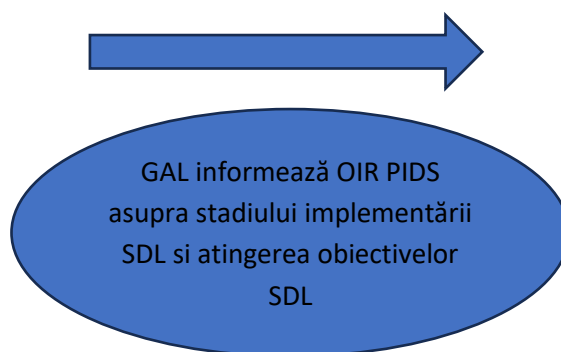 GAL informează OIR PIDS
asupra stadiului implementării
SDL si atingerea obiectivelor
SDL